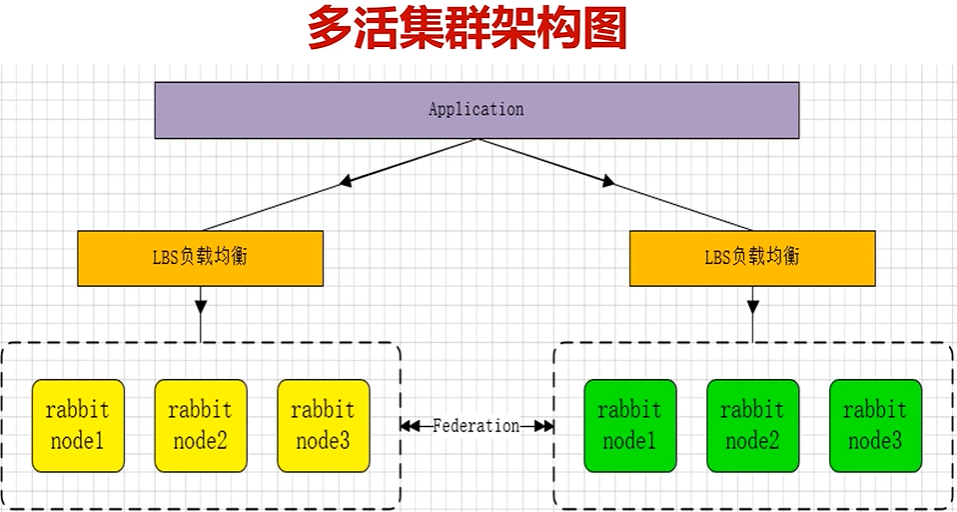 多活集群架构图
Application
LBS负载均衡
LBS负载均衡
rabbit
node1
rabbit
node2
rabbit
node3
Federation
rabbit
node1
rabbit
node2
rabbit
node3